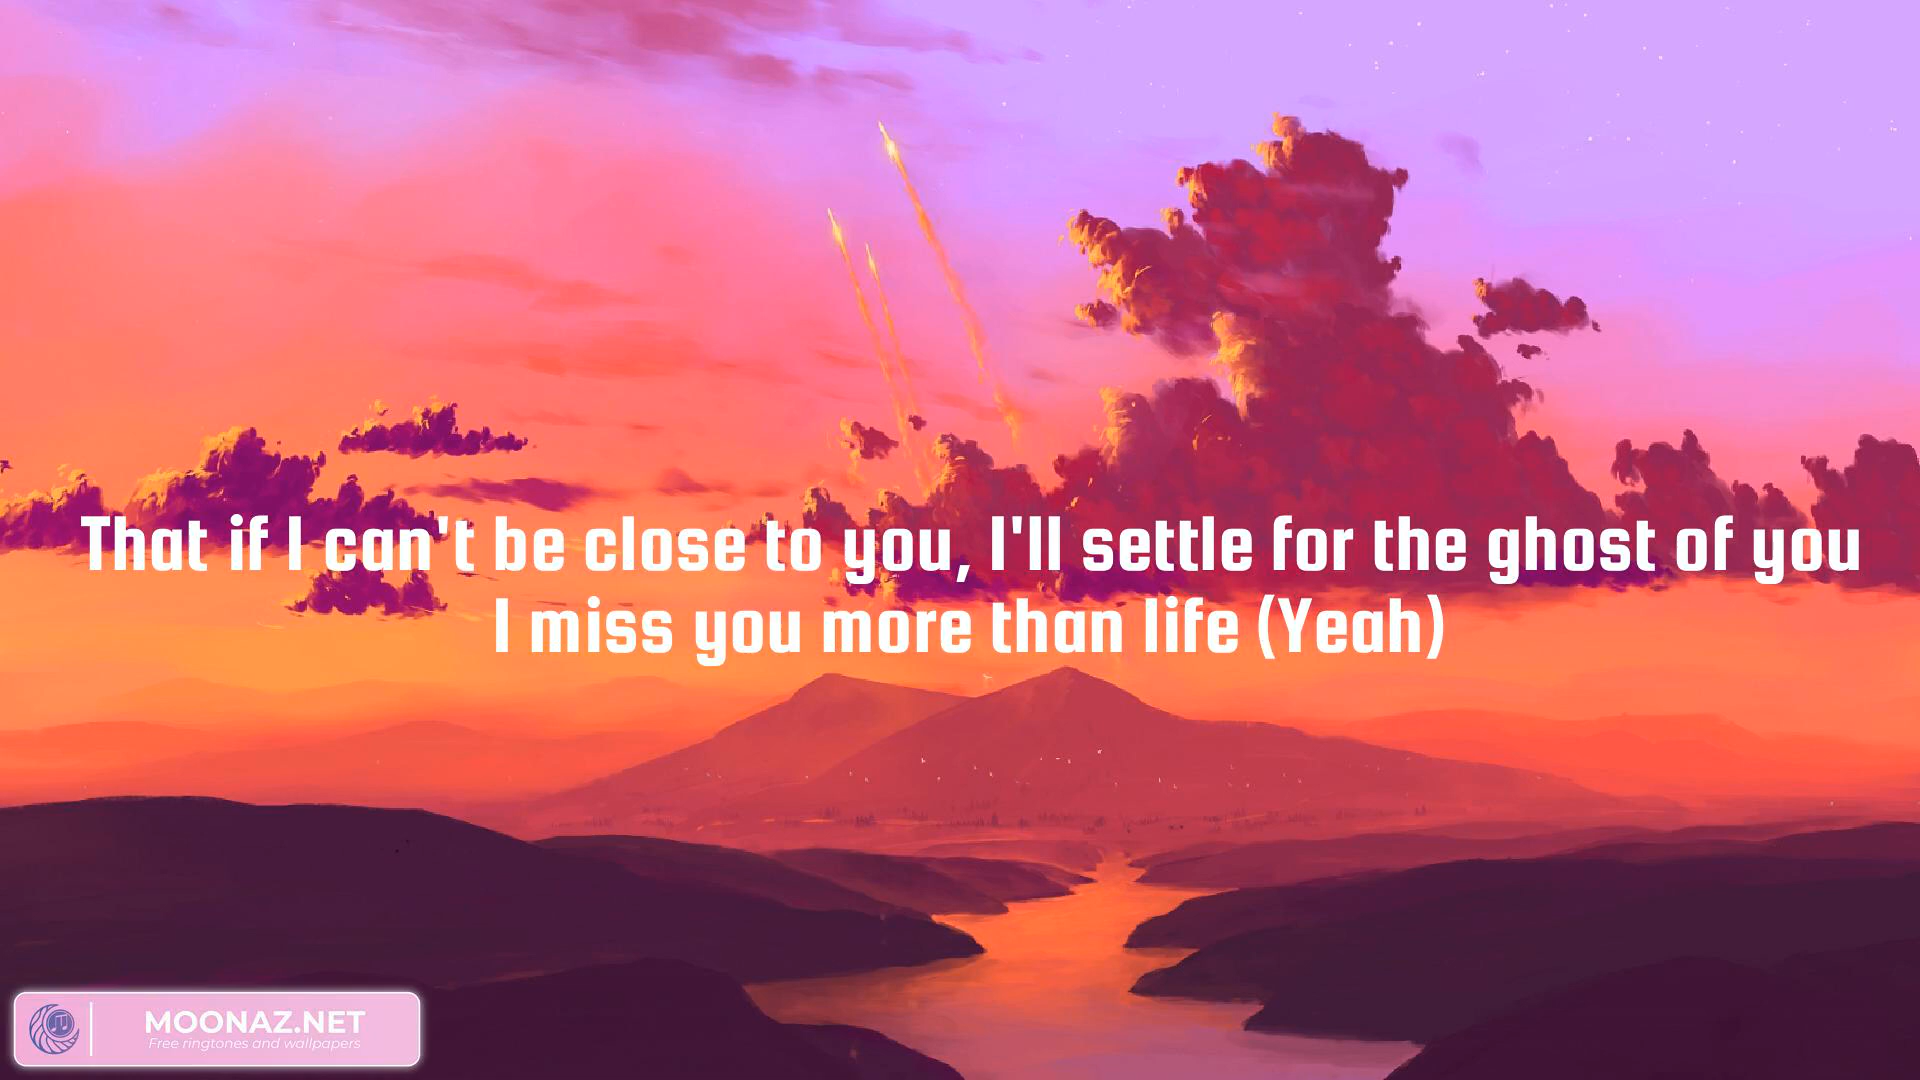 That if I can't be close to you, I'll settle for the ghost of you
I miss you more than life (Yeah)
MOONAZ.NET
Free ringtones and wallpapers